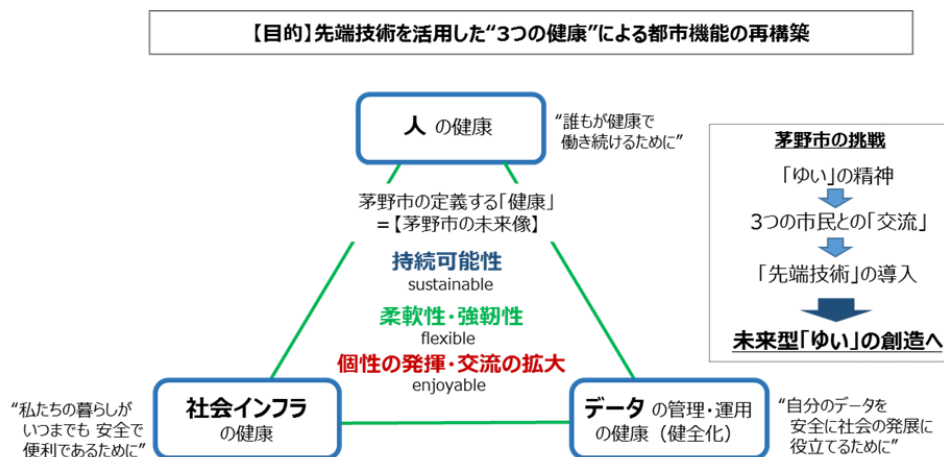 【目的】先端技術を活用した“3つの健康”による都市機能の再構築
人 の健康
“誰もが健康で
働き続けるために”
茅野市の定義する「健康」
=【茅野市の未来像】
持続可能性
sustainable
柔軟性・強靭性
flexible
個性の発揮・交流の拡大
enjoyable
“私たちの暮らしが
いつまでも 安全で
便利であるために”
社会インフラ
の健康
データ の管理・運用
の健康（健全化）
“自分のデータを
安全に社会の発展に
役立てるために”
茅野市の挑戦
「ゆい」の精神
3つの市民との「交流」
「先端技術」の導入
未来型「ゆい」の創造へ